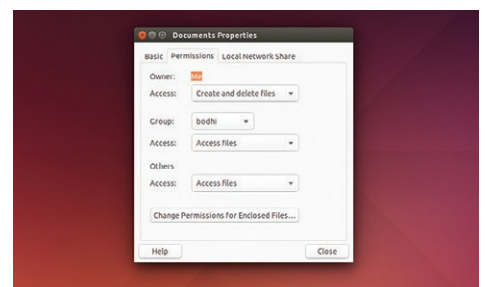 Documents Properties
Basic Permissions Local Network Share
Owner: Me
Access: Create and delete files
Group: bodhi
Access: Access files
Others
Access: Access files
Change Permissions for Enclosed Files...
Help Close